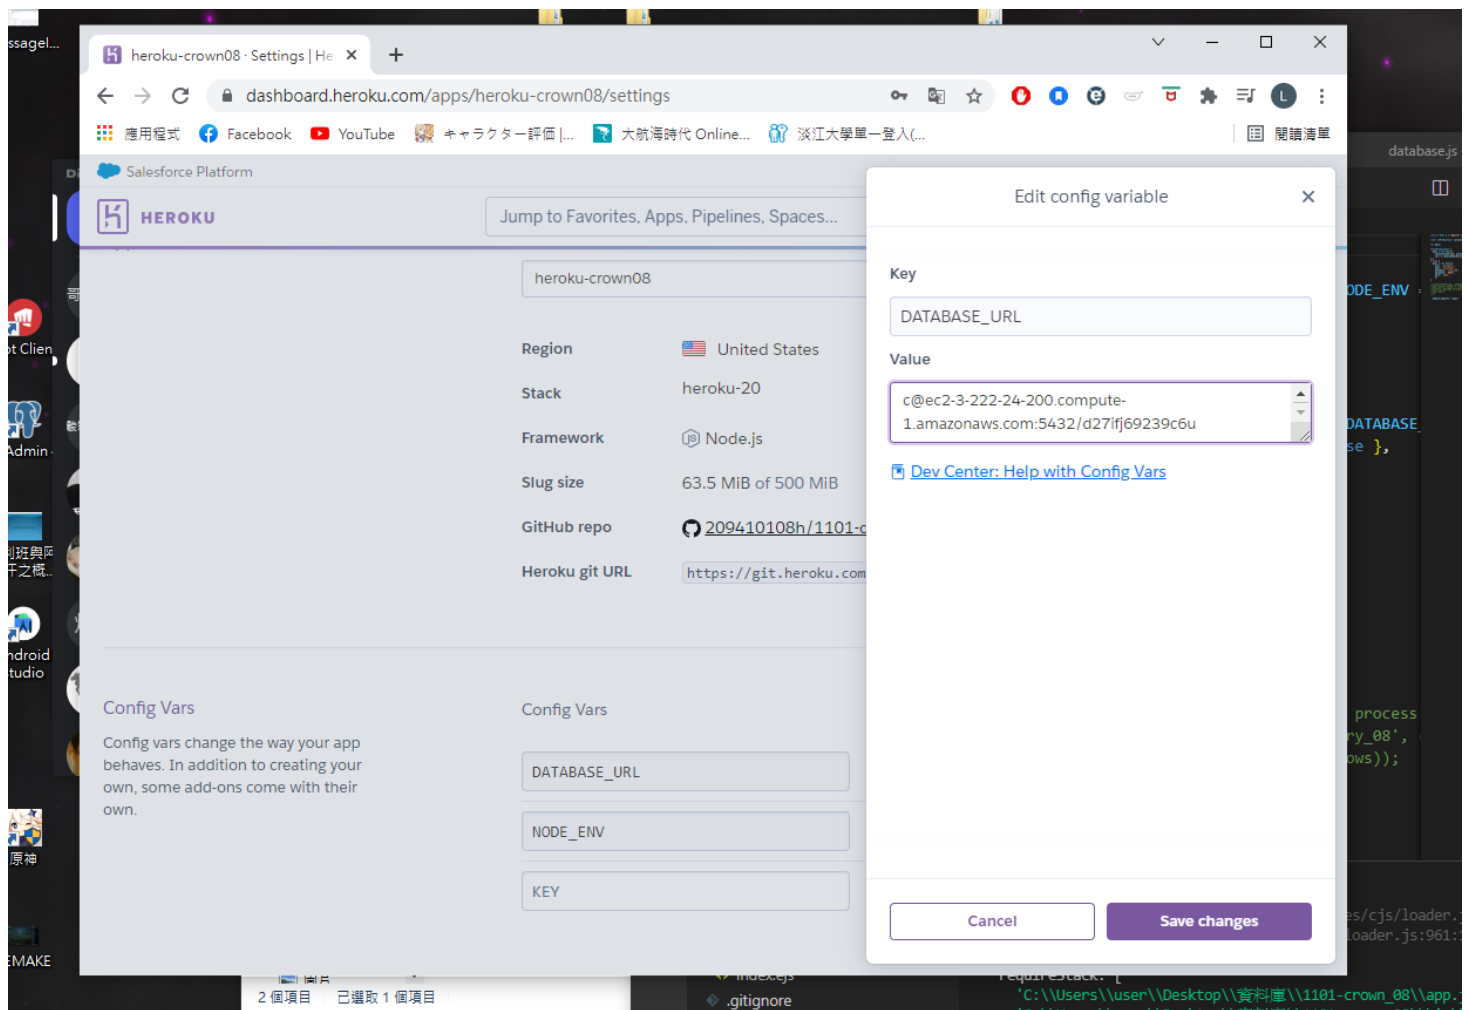 ssagel...
heroku-crown08 · Settings | He
dashboard.heroku.com/apps/heroku-crown08/settings
L
應用程式
Facebook
YouTube
キャラクター評価 |...
大航海時代 Online...
淡江大學單一登入(...
閱讀清單
database.js
Salesforce Platform
HEROKU
Jump to Favorites, Apps, Pipelines, Spaces...
Edit config variable
heroku-crown08
Key
DATABASE_URL
Value
c@ec2-3-222-24-200.compute-
1.amazonaws.com:5432/d27ifj69239c6u
Dev Center: Help with Config Vars
Region
United States
Stack
heroku-20
Framework
Node.js
Slug size
63.5 MiB of 500 MiB
GitHub repo
209410108h/1101-c
Heroku git URL
https://git.heroku.com
Config Vars
Config vars change the way your app
behaves. In addition to creating your
own, some add-ons come with their
own.
Config Vars
DATABASE_URL
NODE_ENV
KEY
Cancel
Save changes
ODE_ENV =
DATABASE_
se },
process
ry_08',
ows));
es/cjs/loader.j
loader.js:961:
ot Clien
Admin
ndroid
tudio
原神
EMAKE
2 個項目
已選取 1 個項目
index.ejs
.gitignore
requireStack: [
'C:\\Users\\user\\Desktop\\資料庫\\1101-crown_08\\app.j